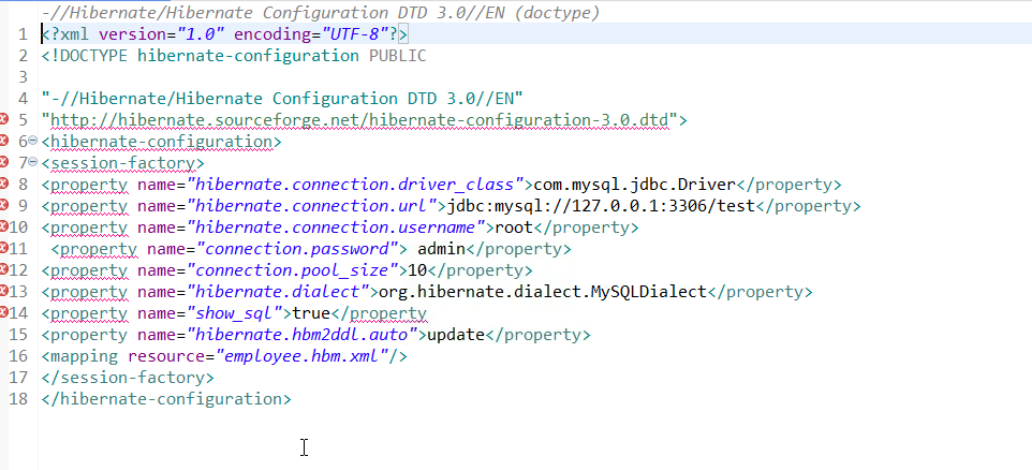 -//Hibernate/Hibernate Configuration DTD 3.0//EN (doctype)
1 <?xml version="1.0" encoding="UTF-8"?>
2 <!DOCTYPE hibernate-configuration PUBLIC
3
4 "-//Hibernate/Hibernate Configuration DTD 3.0//EN"
5 "http://hibernate.sourceforge.net/hibernate-configuration-3.0.dtd">
6 <hibernate-configuration>
7 <session-factory>
8 <property name="hibernate.connection.driver_class">com.mysql.jdbc.Driver</property>
9 <property name="hibernate.connection.url">jdbc:mysql://127.0.0.1:3306/test</property>
10 <property name="hibernate.connection.username">root</property>
11 <property name="connection.password"> admin</property>
12 <property name="connection.pool_size">10</property>
13 <property name="hibernate.dialect">org.hibernate.dialect.MySQLDialect</property>
14 <property name="show_sql">true</property
15 <property name="hibernate.hbm2ddl.auto">update</property>
16 <mapping resource="employee.hbm.xml"/>
17 </session-factory>
18 </hibernate-configuration>